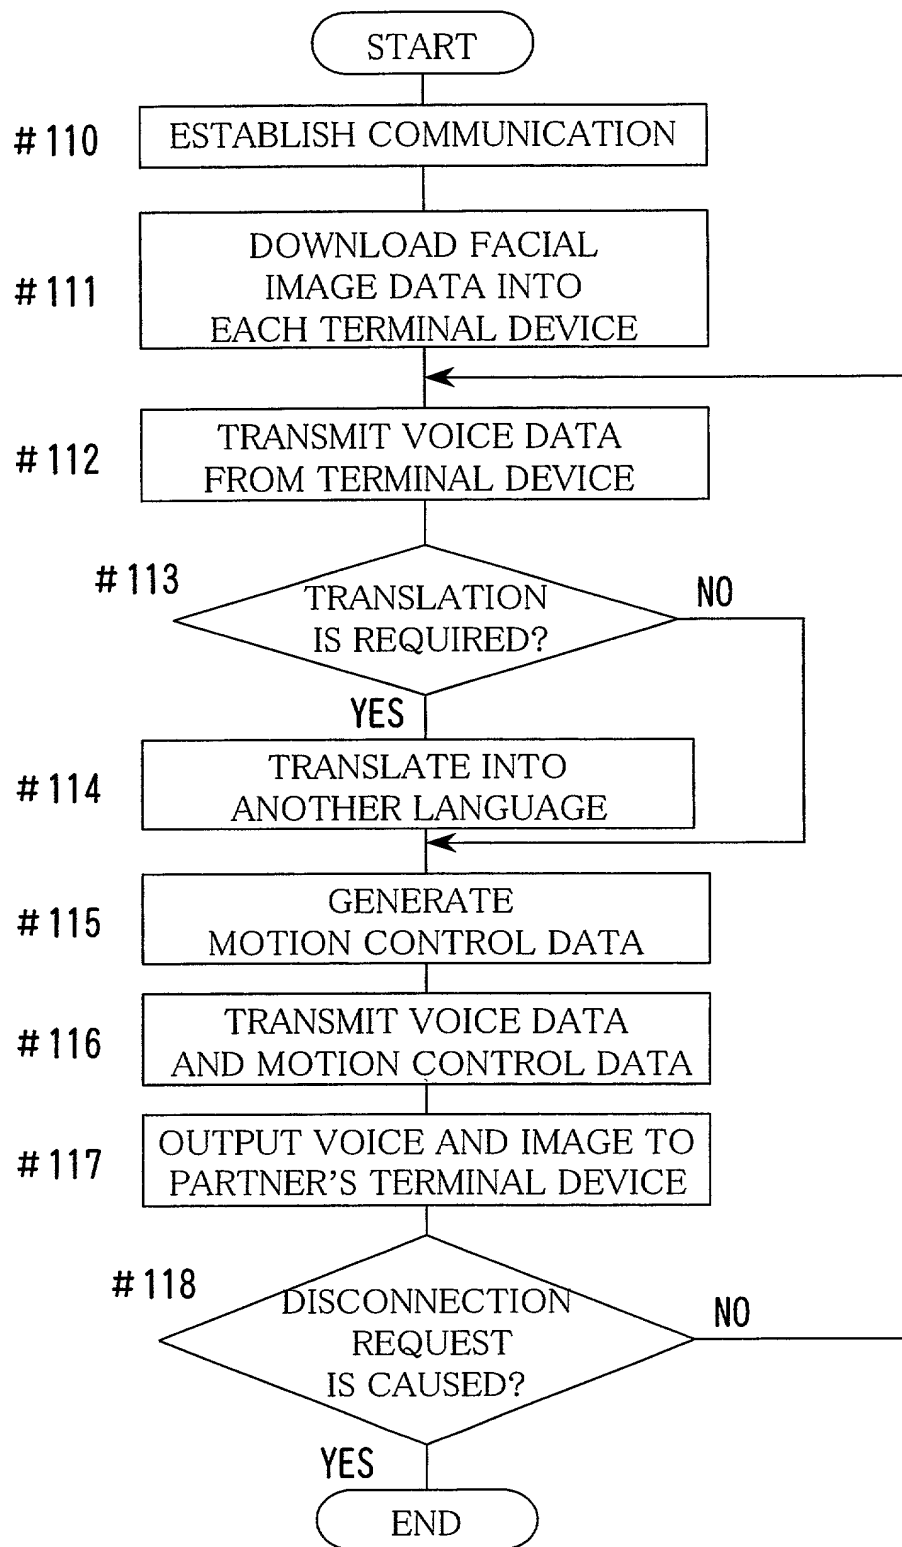 START
#110
ESTABLISH COMMUNICATION
#111
DOWNLOAD FACIAL
IMAGE DATA INTO
EACH TERMINAL DEVICE
#112
TRANSMIT VOICE DATA
FROM TERMINAL DEVICE
#113
TRANSLATION
IS REQUIRED?
NO
YES
#114
TRANSLATE INTO
ANOTHER LANGUAGE
#115
GENERATE
MOTION CONTROL DATA
#116
TRANSMIT VOICE DATA
AND MOTION CONTROL DATA
#117
OUTPUT VOICE AND IMAGE TO
PARTNER'S TERMINAL DEVICE
#118
DISCONNECTION
REQUEST
IS CAUSED?
NO
YES
END